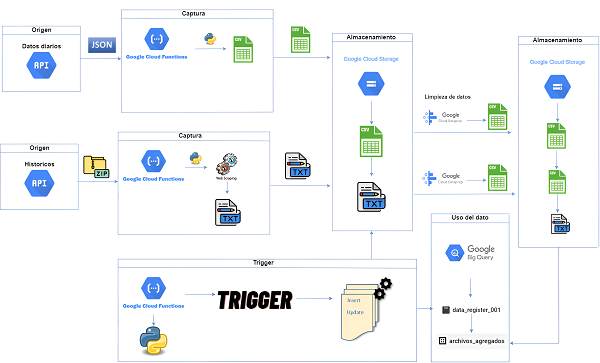 Origen
Datos diarios
API
JSON
Captura
Google Cloud Functions
CSV
CSV
Almacenamiento
Google Cloud Storage
CSV
TXT
Limpieza de datos
Google
Cloud Dataprep
CSV
Google
Cloud Dataprep
CSV
Almacenamiento
Google Cloud Storage
CSV
CSV
TXT
Origen
Historicos
API
ZIP
Captura
Google Cloud Functions
Web Scraping
TXT
TXT
Trigger
Google Cloud Functions
TRIGGER
Insert
Update
Uso del dato
Google
Big Query
data_register_001
archivos_agregados